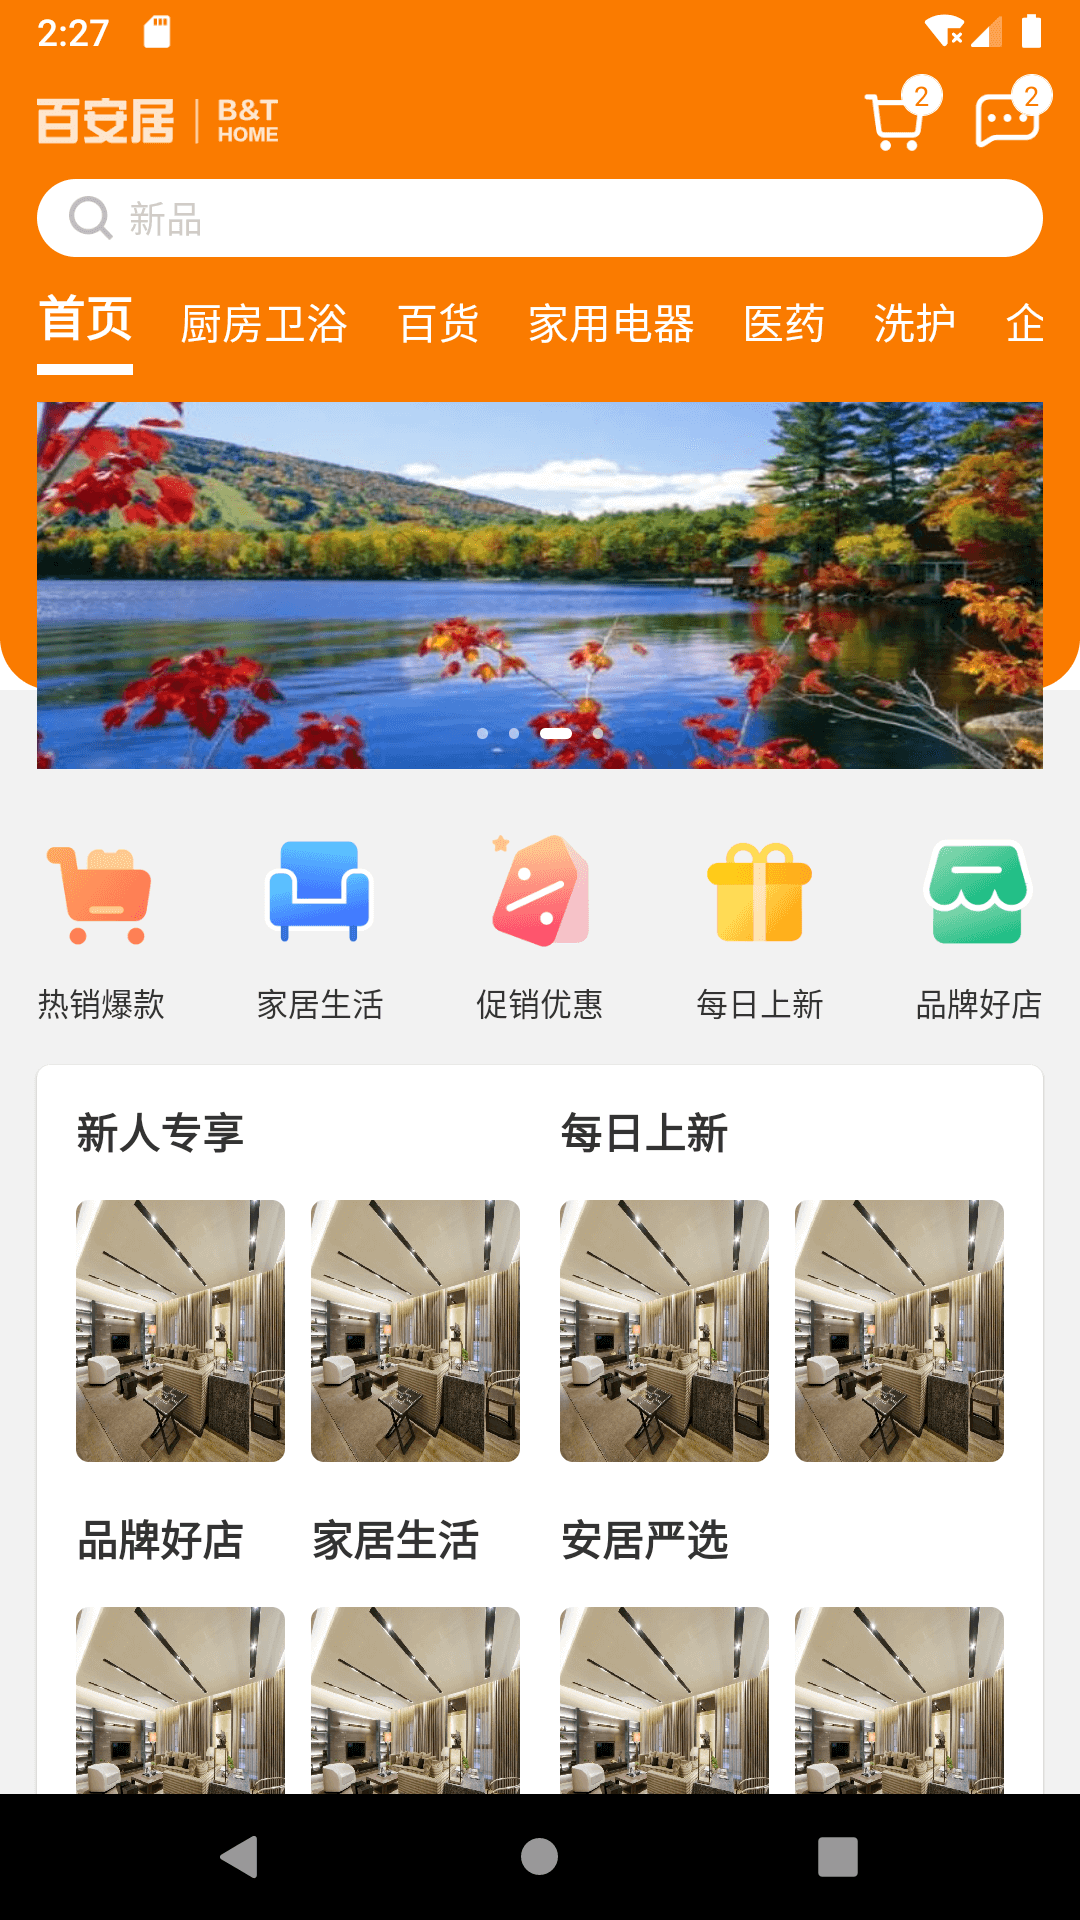 2:27
百安居 B&T HOME
2
2
新品
首页 厨房卫浴 百货 家用电器 医药 洗护 企
热销爆款 家居生活 促销优惠 每日上新 品牌好店
新人专享 每日上新
品牌好店 家居生活 安居严选